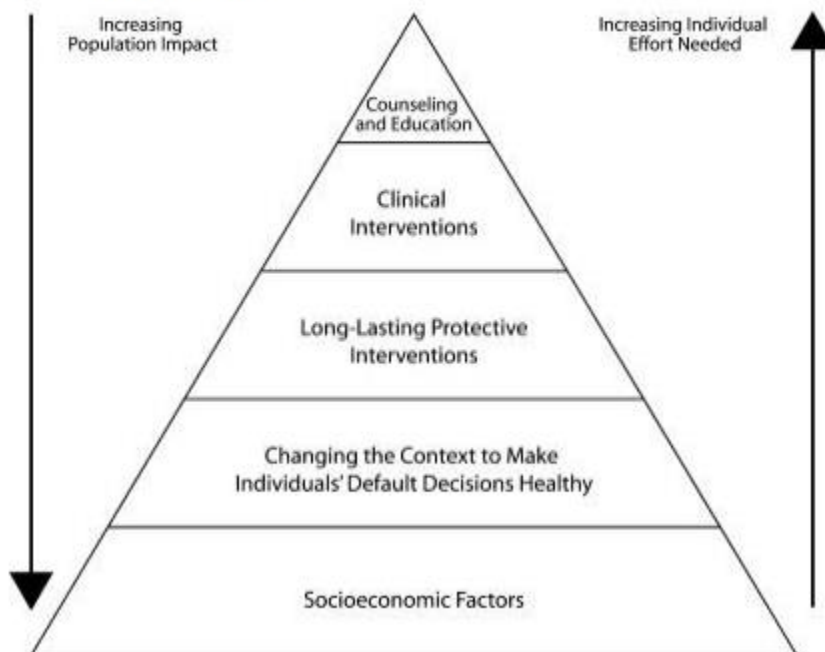 Increasing
Population Impact
Increasing Individual
Effort Needed
Counseling
and Education
Clinical
Interventions
Long-Lasting Protective
Interventions
Changing the Context to Make
Individuals' Default Decisions Healthy
Socioeconomic Factors